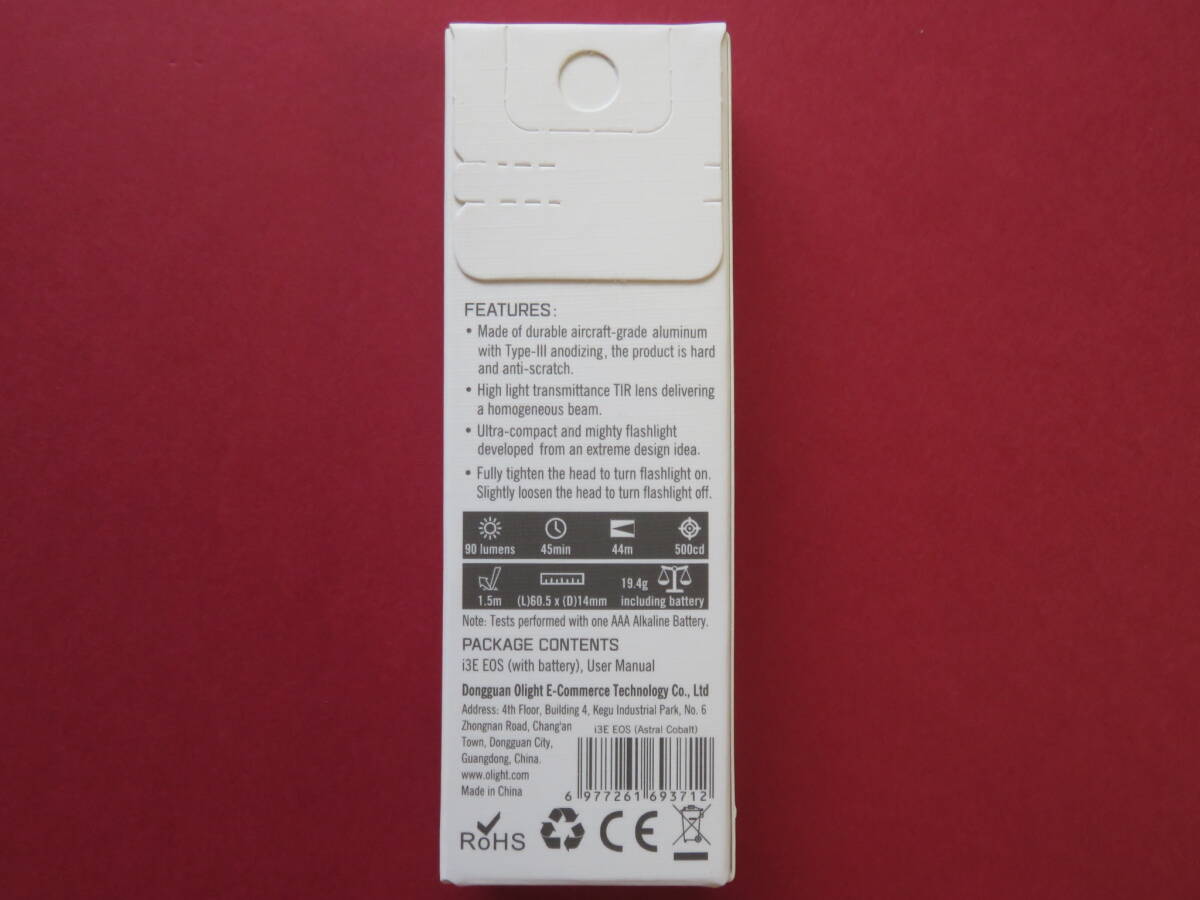 FEATURES:
• Made of durable aircraft-grade aluminum
with Type-III anodizing, the product is hard
and anti-scratch.
• High light transmittance TIR lens delivering
a homogeneous beam.
• Ultra-compact and mighty flashlight
developed from an extreme design idea.
• Fully tighten the head to turn flashlight on.
Slightly loosen the head to turn flashlight off.
90 lumens 45min 44m 500cd
1.5m (L)60.5 x (D)14mm 19.4g
including battery
Note: Tests performed with one AAA Alkaline Battery.
PACKAGE CONTENTS
i3E EOS (with battery), User Manual
Dongguan Olight E-Commerce Technology Co., Ltd
Address: 4th Floor, Building 4, Kegu Industrial Park, No. 6
Zhongnan Road, Chang'an
Town, Dongguan City,
Guangdong, China.
www.olight.com
Made in China
i3E EOS (Astral Cobalt)
6 977261 693712
RoHS
CE